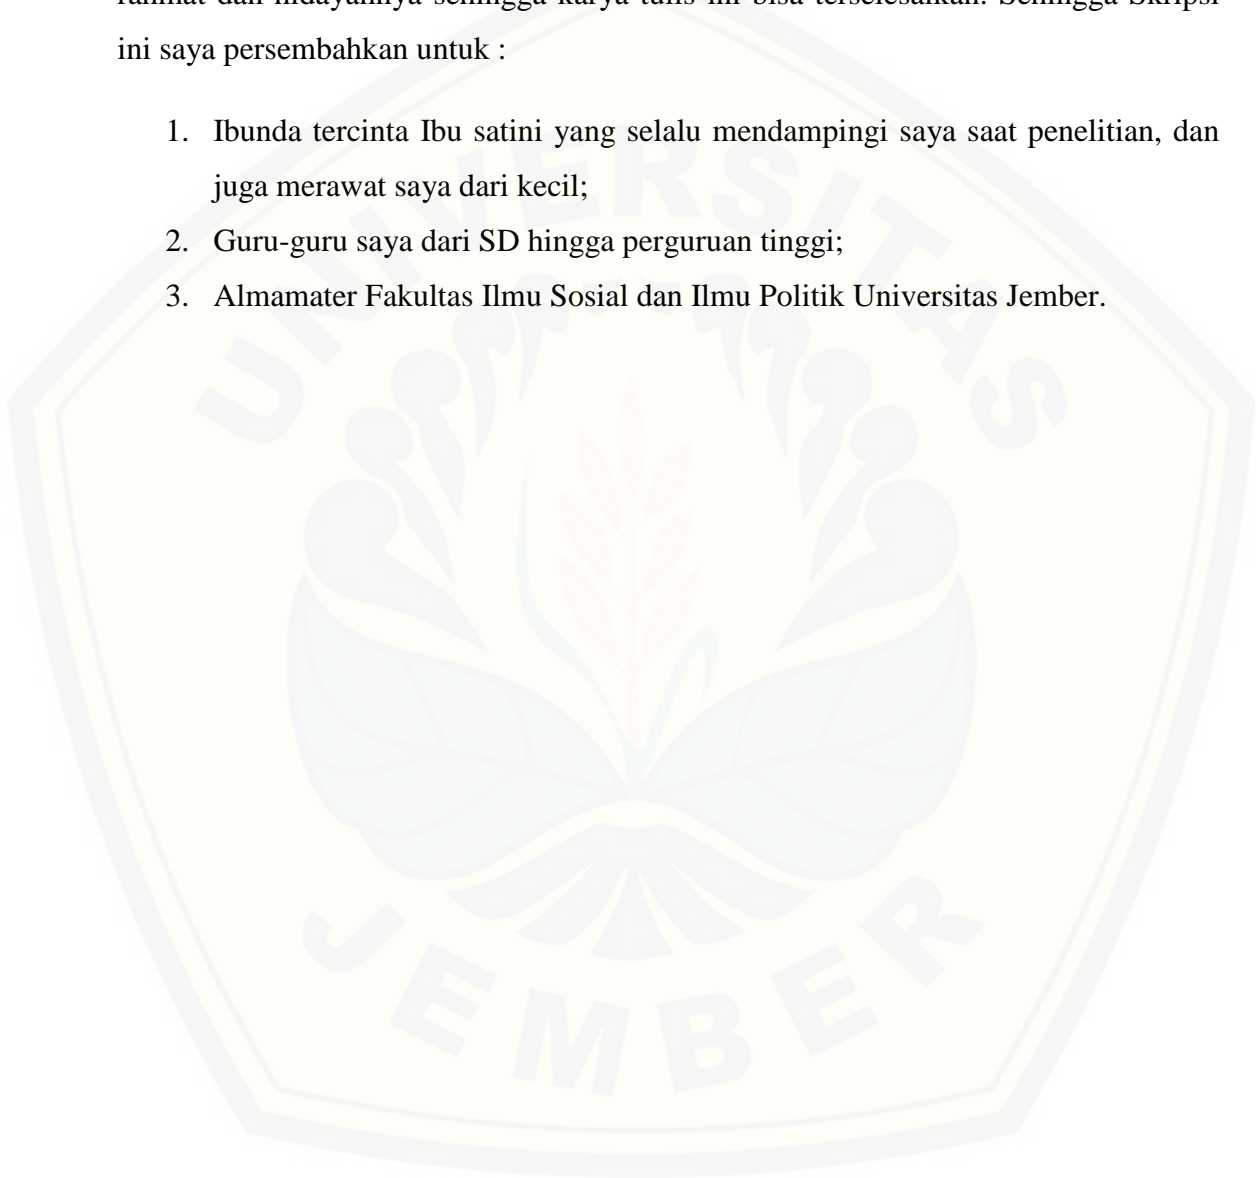 rahmat dan hidayahnya sehingga karya tulis ini bisa terselesaikan. Sehingga Skripsi
ini saya persembahkan untuk :
1. Ibunda tercinta Ibu satini yang selalu mendampingi saya saat penelitian, dan
juga merawat saya dari kecil;
2. Guru-guru saya dari SD hingga perguruan tinggi;
3. Almamater Fakultas Ilmu Sosial dan Ilmu Politik Universitas Jember.
UNIVERSITAS
JEMBER